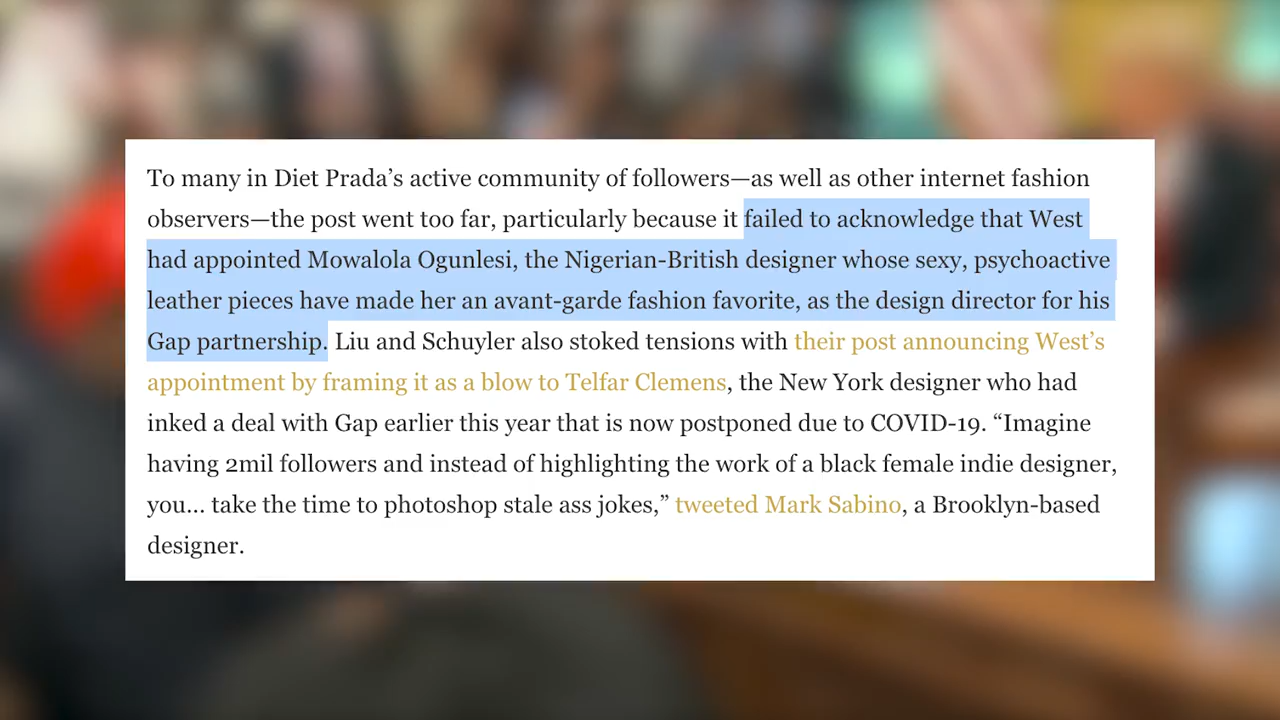 To many in Diet Prada’s active community of followers—as well as other internet fashion
observers—the post went too far, particularly because it failed to acknowledge that West
had appointed Mowalola Ogunlesi, the Nigerian-British designer whose sexy, psychoactive
leather pieces have made her an avant-garde fashion favorite, as the design director for his
Gap partnership. Liu and Schuyler also stoked tensions with their post announcing West’s
appointment by framing it as a blow to Telfar Clemens, the New York designer who had
inked a deal with Gap earlier this year that is now postponed due to COVID-19. “Imagine
having 2mil followers and instead of highlighting the work of a black female indie designer,
you... take the time to photoshop stale ass jokes,” tweeted Mark Sabino, a Brooklyn-based
designer.